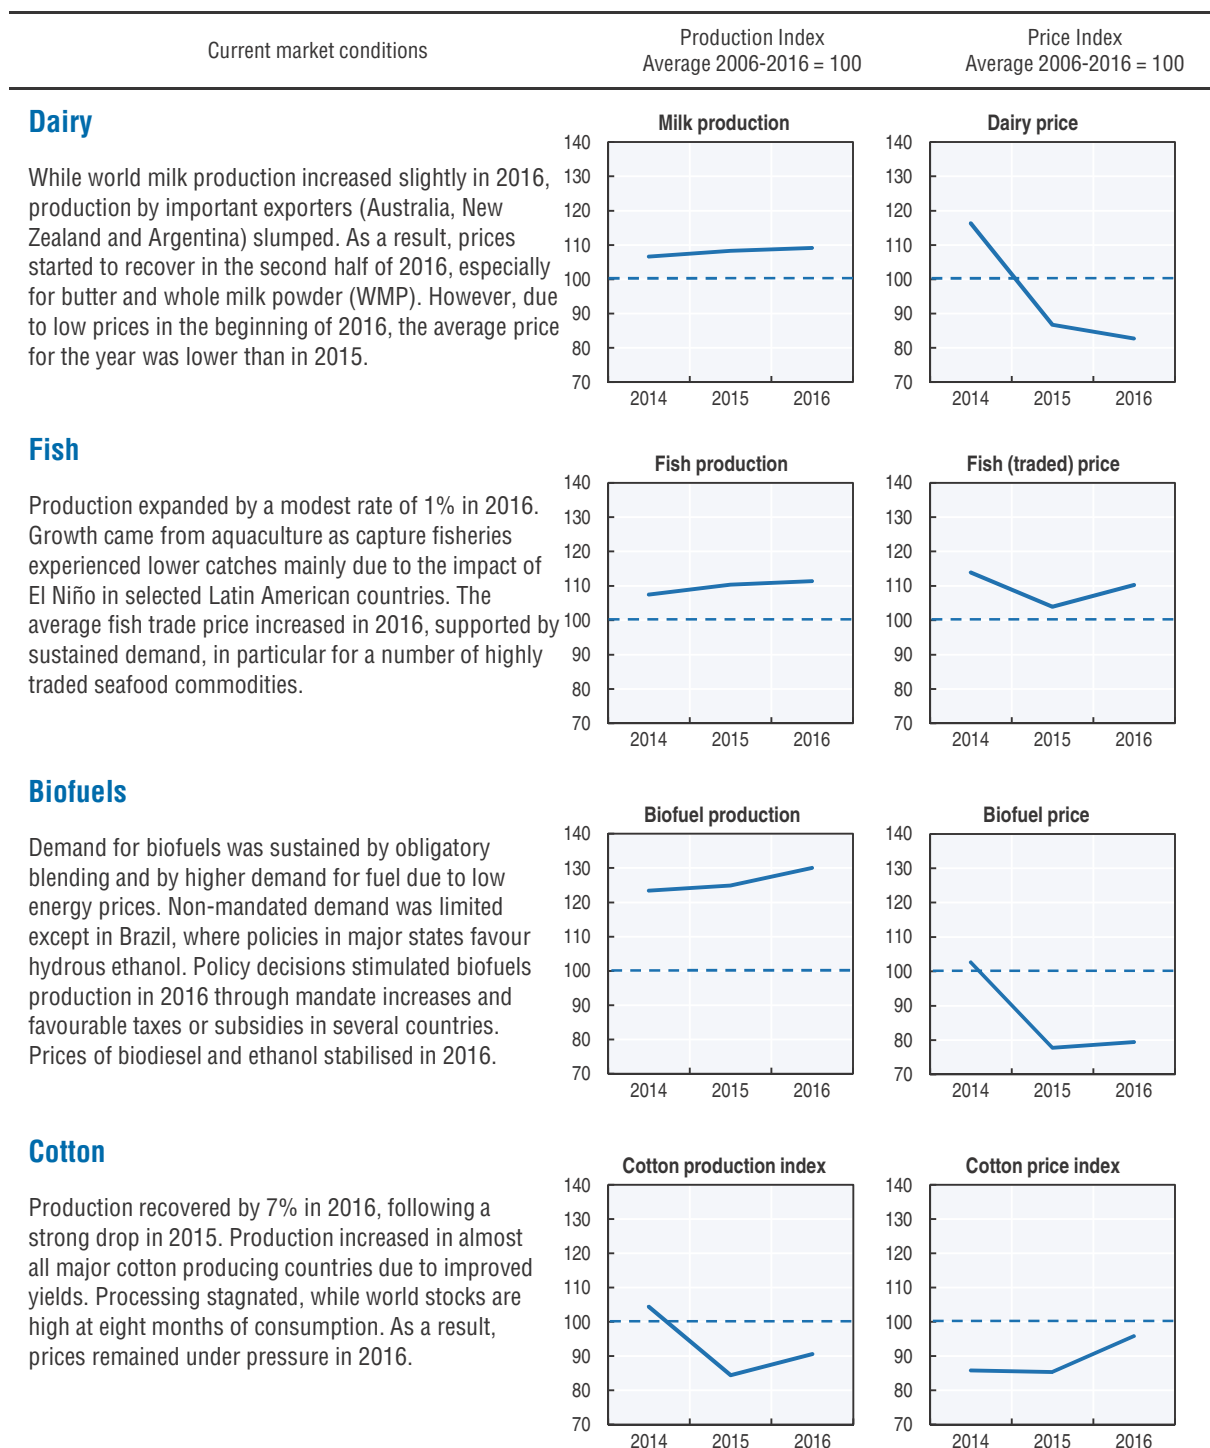 Current market conditions
Production Index
Average 2006-2016 = 100
Price Index
Average 2006-2016 = 100
Dairy
While world milk production increased slightly in 2016,
production by important exporters (Australia, New
Zealand and Argentina) slumped. As a result, prices
started to recover in the second half of 2016, especially
for butter and whole milk powder (WMP). However, due
to low prices in the beginning of 2016, the average price
for the year was lower than in 2015.
Milk production
140
130
120
110
100
90
80
70
2014 2015 2016
Dairy price
140
130
120
110
100
90
80
70
2014 2015 2016
Fish
Production expanded by a modest rate of 1% in 2016.
Growth came from aquaculture as capture fisheries
experienced lower catches mainly due to the impact of
El Niño in selected Latin American countries. The
average fish trade price increased in 2016, supported by
sustained demand, in particular for a number of highly
traded seafood commodities.
Fish production
140
130
120
110
100
90
80
70
2014 2015 2016
Fish (traded) price
140
130
120
110
100
90
80
70
2014 2015 2016
Biofuels
Demand for biofuels was sustained by obligatory
blending and by higher demand for fuel due to low
energy prices. Non-mandated demand was limited
except in Brazil, where policies in major states favour
hydrous ethanol. Policy decisions stimulated biofuels
production in 2016 through mandate increases and
favourable taxes or subsidies in several countries.
Prices of biodiesel and ethanol stabilised in 2016.
Biofuel production
140
130
120
110
100
90
80
70
2014 2015 2016
Biofuel price
140
130
120
110
100
90
80
70
2014 2015 2016
Cotton
Production recovered by 7% in 2016, following a
strong drop in 2015. Production increased in almost
all major cotton producing countries due to improved
yields. Processing stagnated, while world stocks are
high at eight months of consumption. As a result,
prices remained under pressure in 2016.
Cotton production index
140
130
120
110
100
90
80
70
2014 2015 2016
Cotton price index
140
130
120
110
100
90
80
70
2014 2015 2016